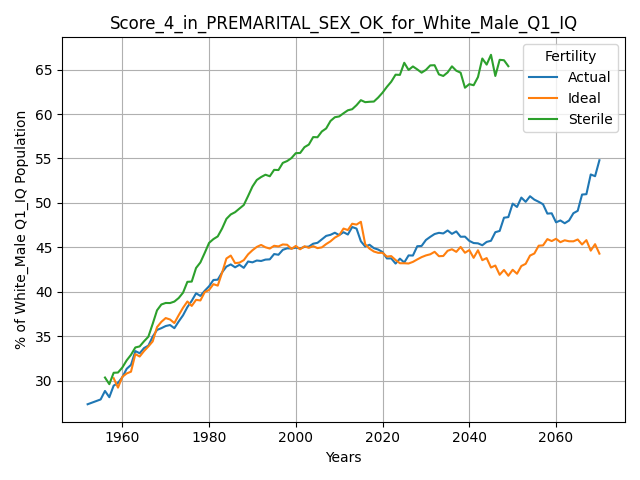 Score_4_in_PREMARITAL_SEX_OK_for_White_Male_Q1_IQ
% of White_Male Q1_IQ Population
65
60
55
50
45
40
35
30
Fertility
Actual
Ideal
Sterile
1960 1980 2000 2020 2040 2060
Years